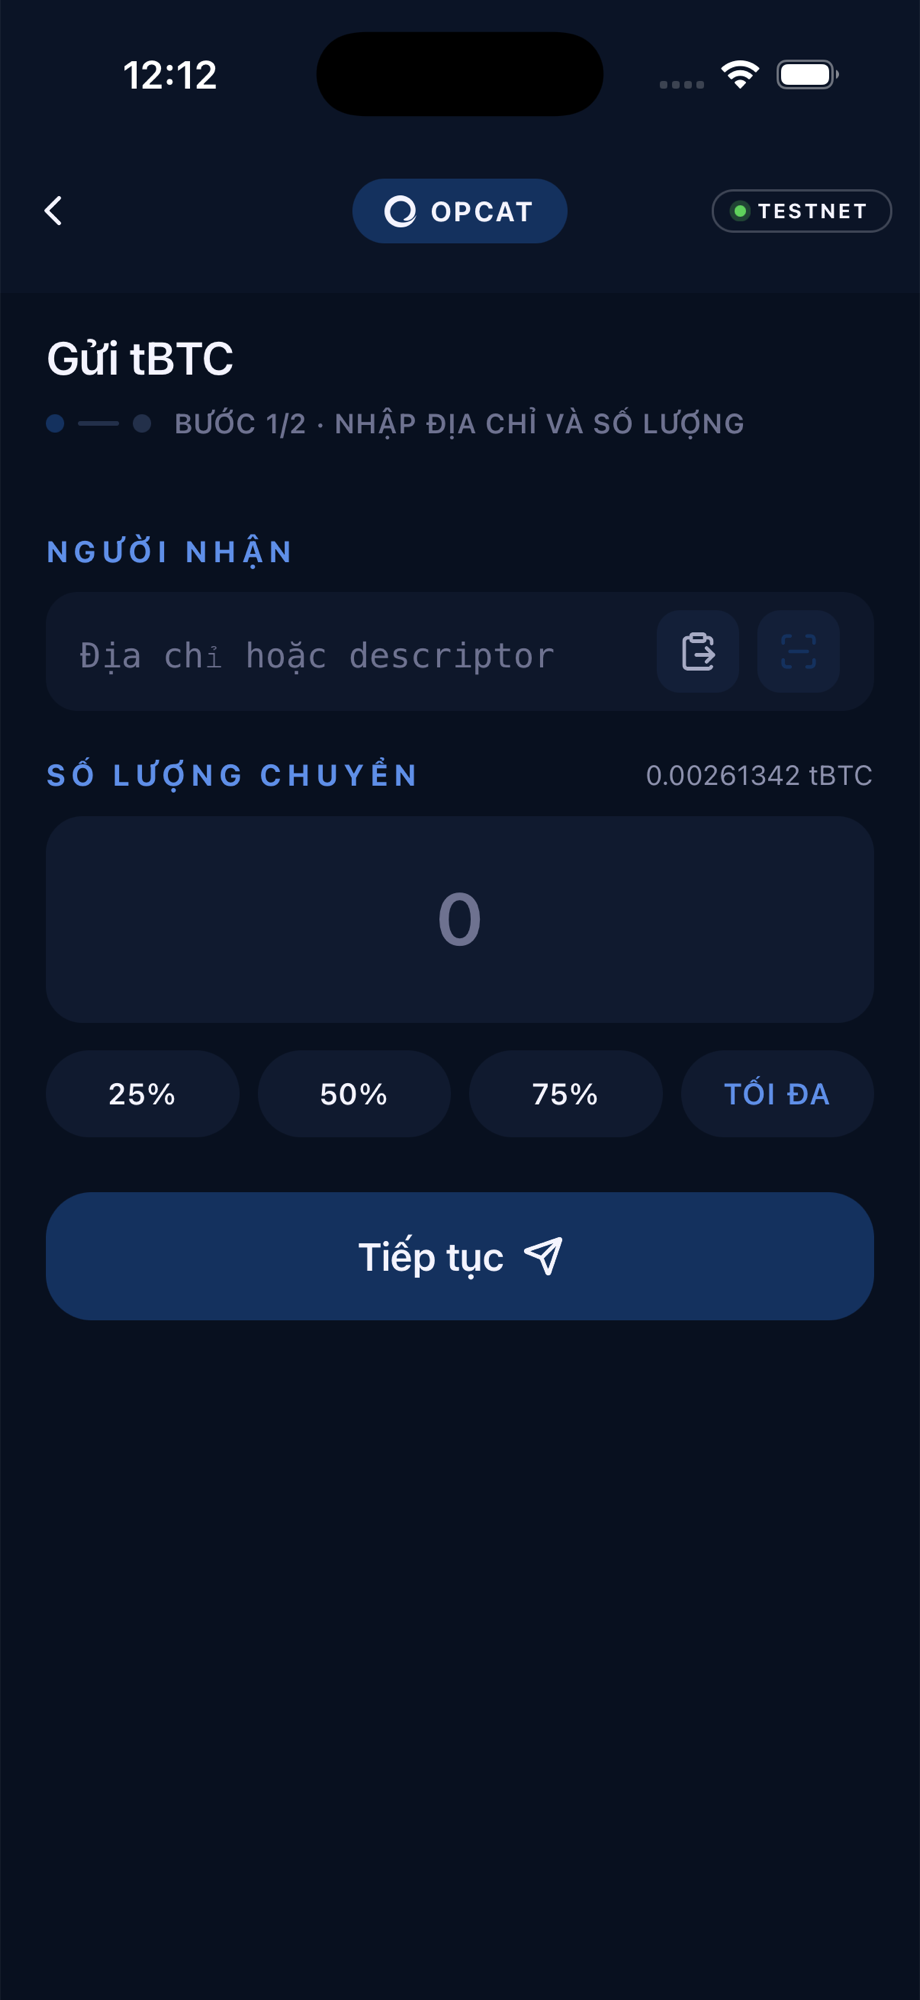 12:12
OPCAT
TESTNET
Gửi tBTC
BƯỚC 1/2 · NHẬP ĐỊA CHỈ VÀ SỐ LƯỢNG
NGƯỜI NHẬN
Địa chỉ hoặc descriptor
SỐ LƯỢNG CHUYỂN 0.00261342 tBTC
0
25% 50% 75% TỐI ĐA
Tiếp tục